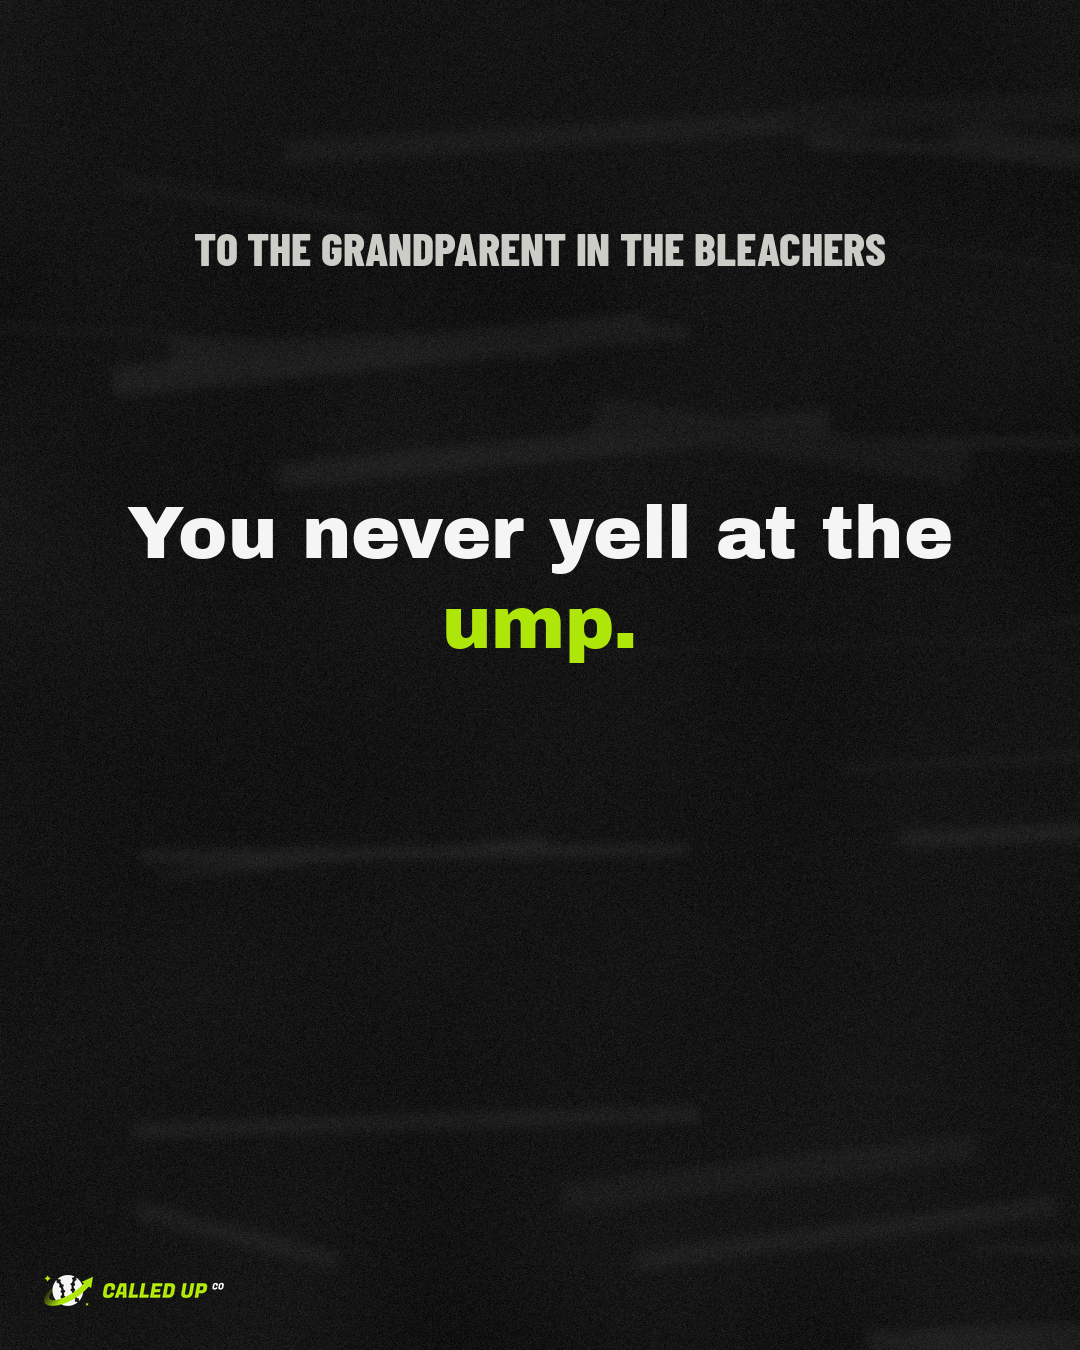 TO THE GRANDPARENT IN THE BLEACHERS
You never yell at the
ump.
CALLED UP CO